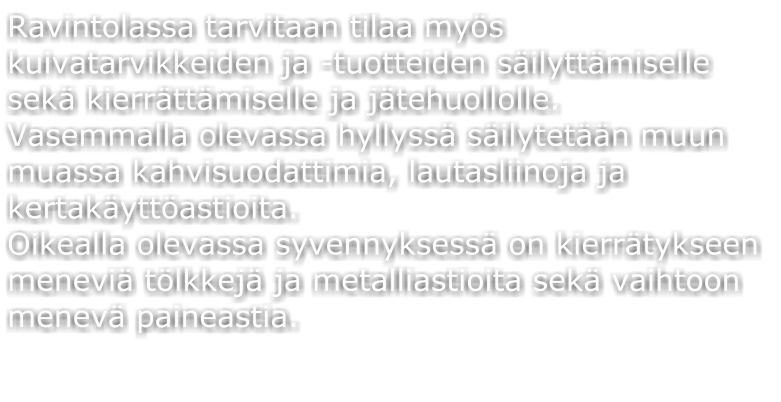 Ravintolassa tarvitaan tilaa myös
kuivatarvikkeiden ja -tuotteiden säilyttämiselle
sekä kierrättämiselle ja jätehuollolle.
Vasemmalla olevassa hyllyssä säilytetään muun
muassa kahvisuodattimia, lautasliinoja ja
kertakäyttöastioita.
Oikealla olevassa syvennyksessä on kierrätykseen
meneviä tölkkejä ja metalliastioita sekä vaihtoon
menevä paineastia.